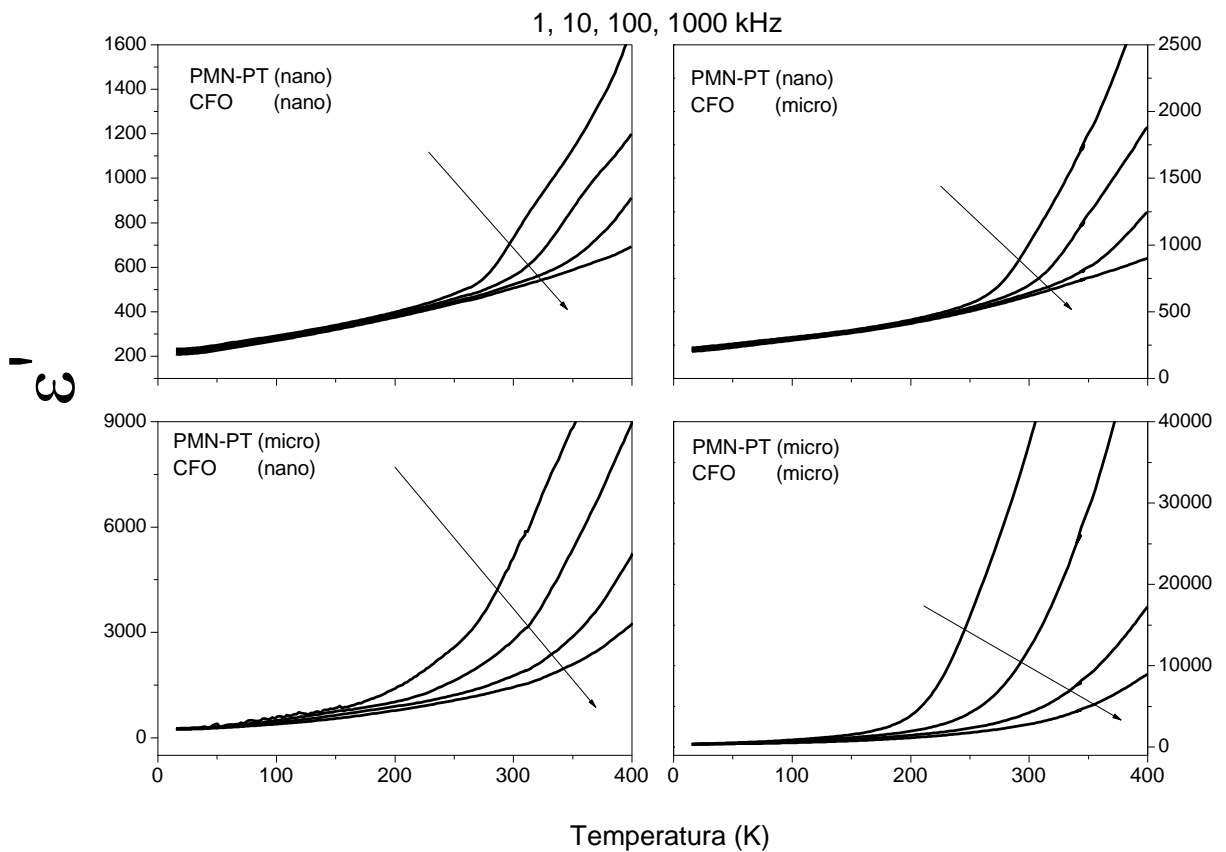 1, 10, 100, 1000 kHz
1600
1400
1200
1000
800
600
400
200
PMN-PT (nano)
CFO (nano)
2500
2000
1500
1000
500
0
PMN-PT (nano)
CFO (micro)
ε'
9000
6000
3000
0
PMN-PT (micro)
CFO (nano)
40000
30000
20000
10000
0
PMN-PT (micro)
CFO (micro)
0 100 200 300 400
0 100 200 300 400
Temperatura (K)